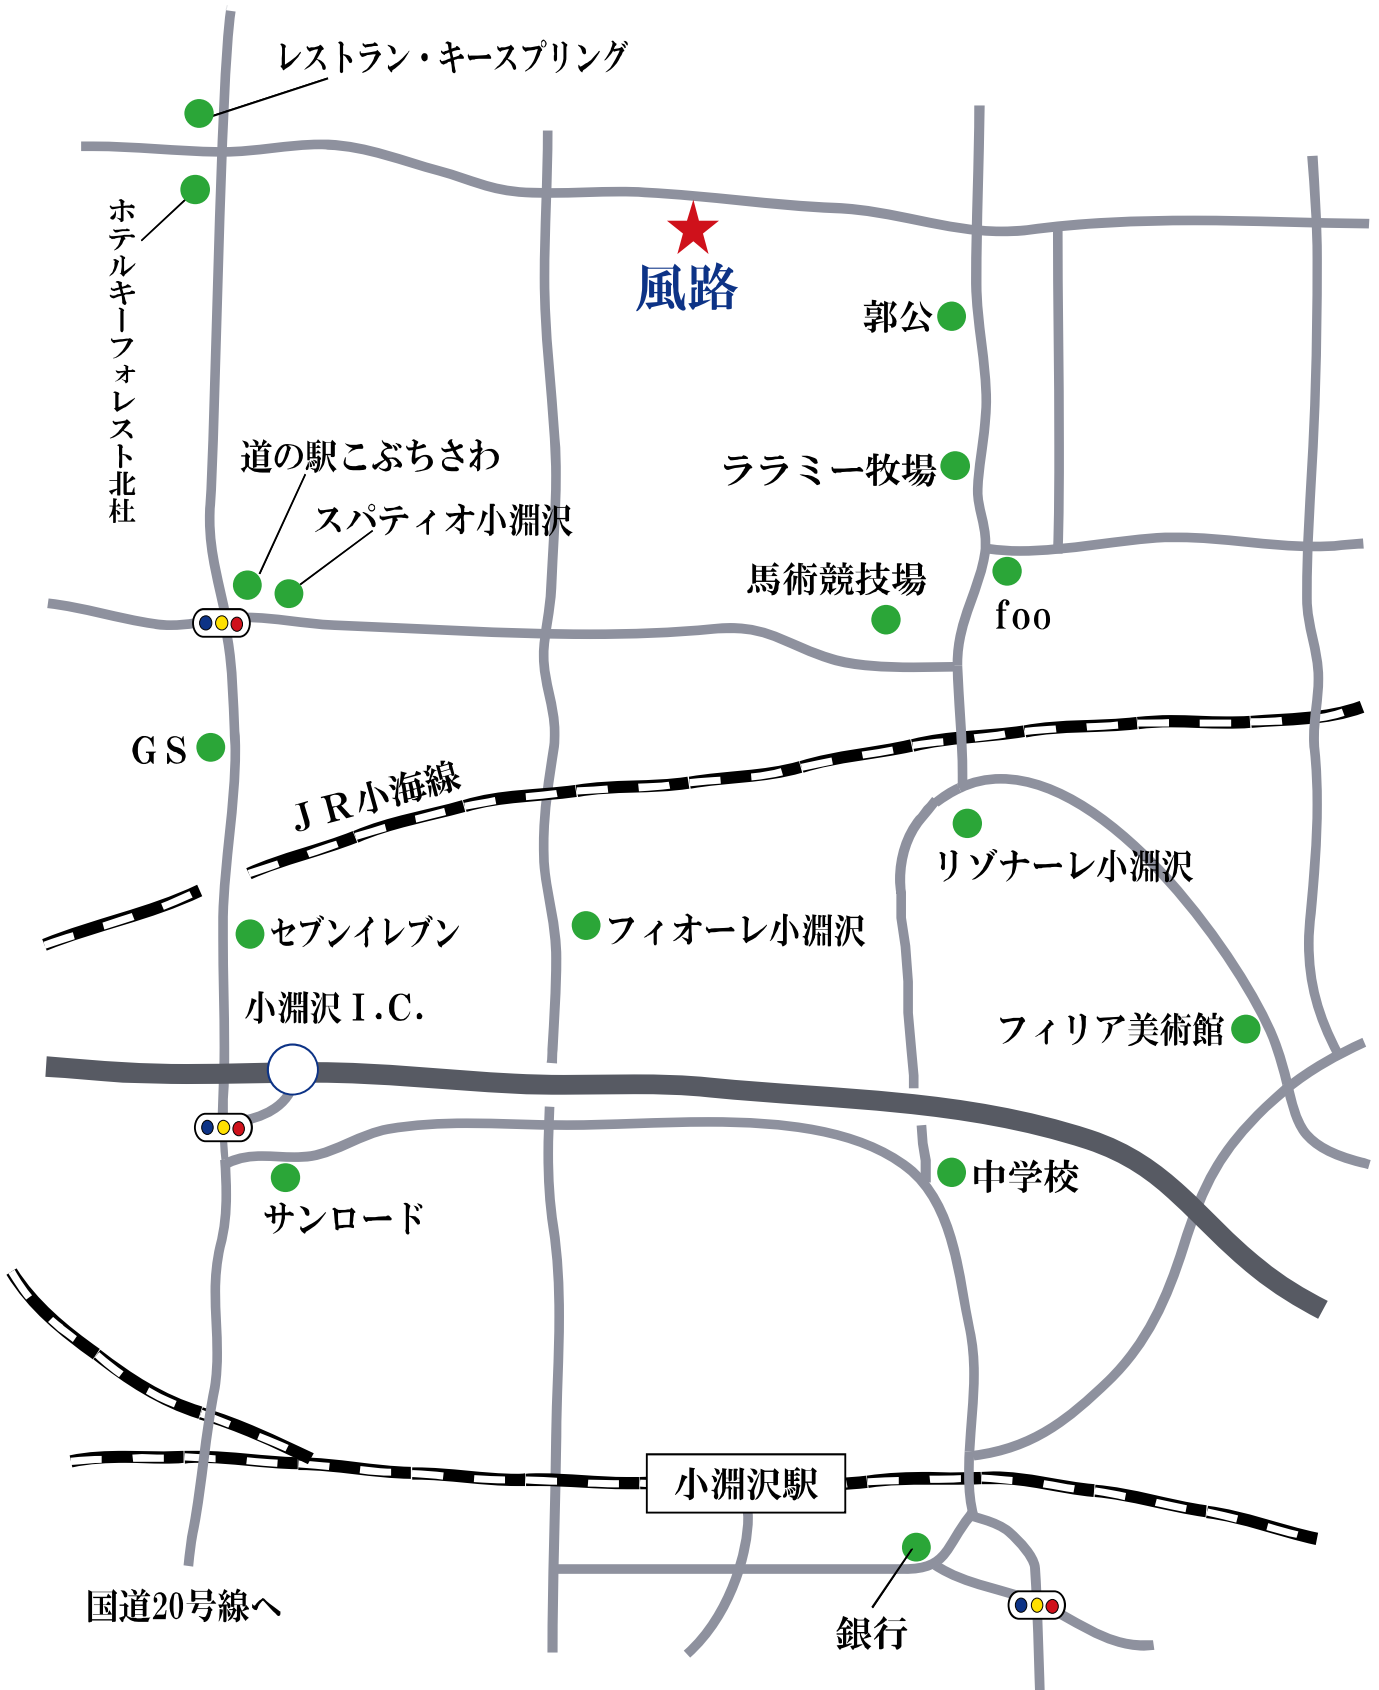 レストラン・キースプリング
ホテルキーフォレスト北杜
風路
郭公
道の駅こぶちさわ
ララミー牧場
スパティオ小淵沢
馬術競技場
foo
GS
JR小海線
リゾナーレ小淵沢
セブンイレブン
フィオーレ小淵沢
小淵沢I.C.
フィリア美術館
中学校
サンロード
小淵沢駅
国道20号線へ
銀行